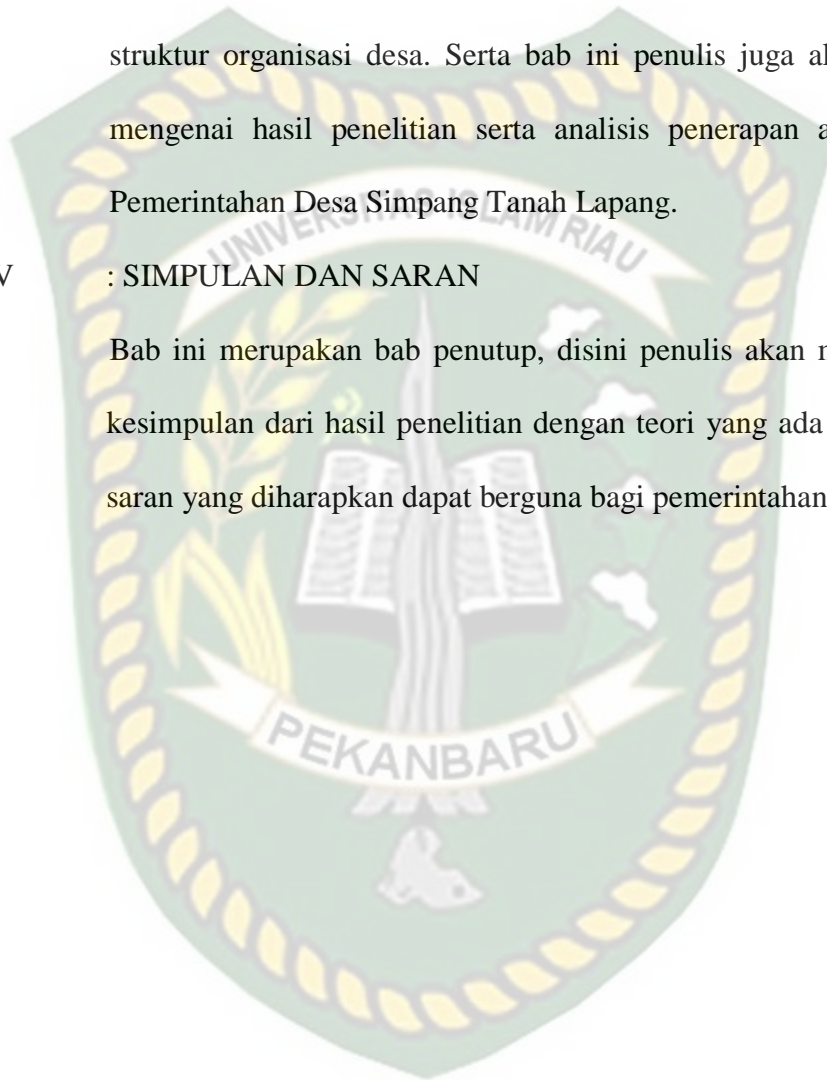 struktur organisasi desa. Serta bab ini penulis juga
mengenai hasil penelitian serta analisis penerapan
Pemerintahan Desa Simpang Tanah Lapang.
UNIVERSITAS ISLAM RIAU
V : SIMPULAN DAN SARAN
Bab ini merupakan bab penutup, disini penulis akan
kesimpulan dari hasil penelitian dengan teori yang ada
saran yang diharapkan dapat berguna bagi pemerintahan
PEKANBARU